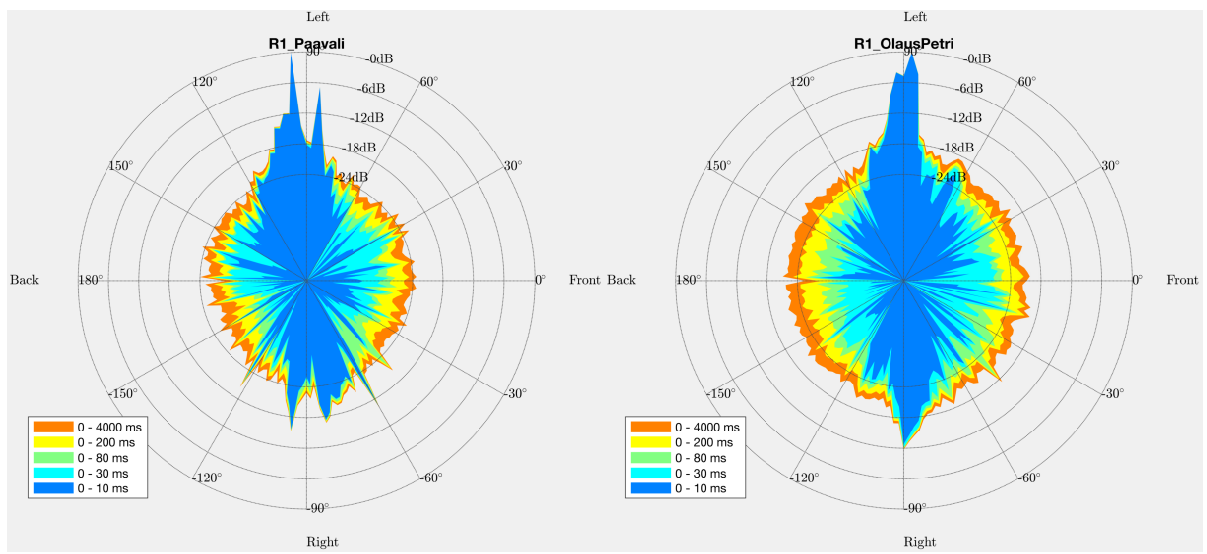 Left
R1_Paavali
90°
-0dB
120°
60°
-6dB
-12dB
-18dB
150°
30°
-24dB
Back
180°
0°
Front
-150°
-30°
0 - 4000 ms
0 - 200 ms
0 - 80 ms
0 - 30 ms
0 - 10 ms
-120°
-60°
-90°
Right
Left
R1_OlausPetri
90°
-0dB
120°
60°
-6dB
-12dB
-18dB
150°
30°
-24dB
Back
180°
0°
Front
-150°
-30°
0 - 4000 ms
0 - 200 ms
0 - 80 ms
0 - 30 ms
0 - 10 ms
-120°
-60°
-90°
Right